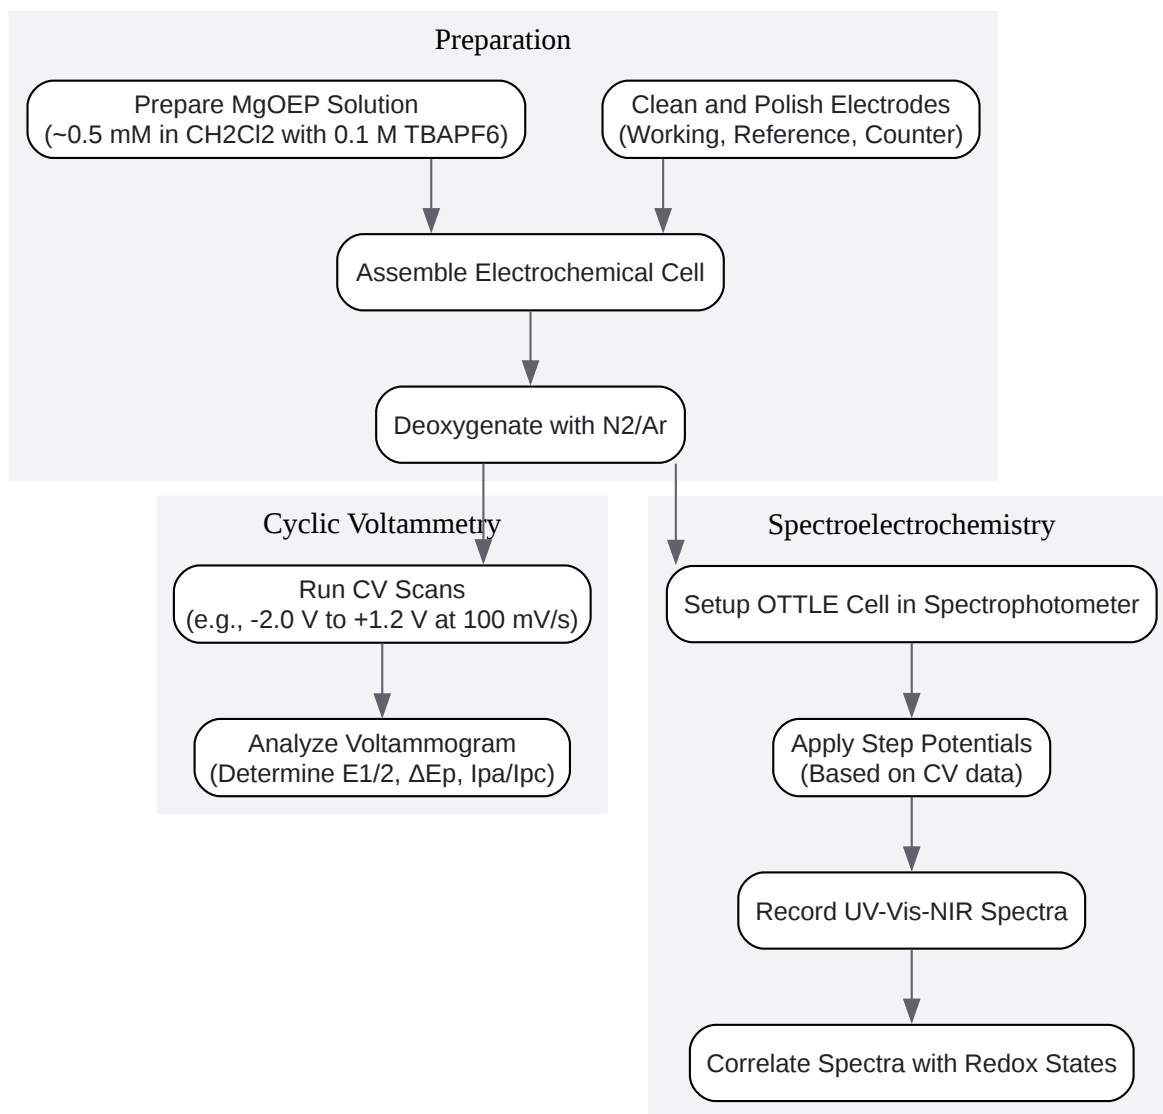 Preparation
Prepare MgOEP Solution
(~0.5 mM in CH2Cl2 with 0.1 M TBAPF6)
Clean and Polish Electrodes
(Working, Reference, Counter)
Assemble Electrochemical Cell
Deoxygenate with N2/Ar
Cyclic Voltammetry
Run CV Scans
(e.g., -2.0 V to +1.2 V at 100 mV/s)
Analyze Voltammogram
(Determine E1/2, ΔEp, Ipa/Ipc)
Spectroelectrochemistry
Setup OTTLE Cell in Spectrophotometer
Apply Step Potentials
(Based on CV data)
Record UV-Vis-NIR Spectra
Correlate Spectra with Redox States